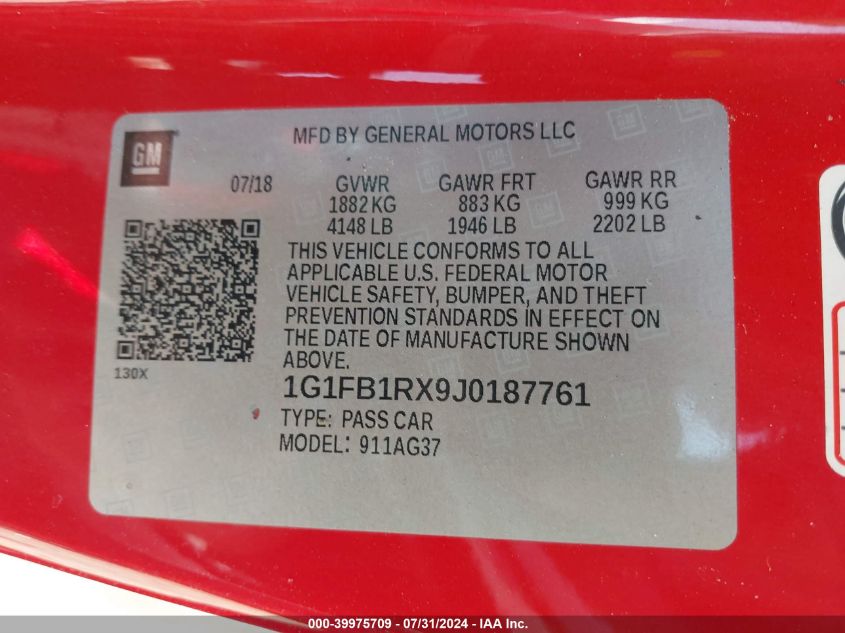 GM
MFD BY GENERAL MOTORS LLC
07/18 GVWR GAWR FRT GAWR RR
1882 KG 883 KG 999 KG
4148 LB 1946 LB 2202 LB
THIS VEHICLE CONFORMS TO ALL
APPLICABLE U.S. FEDERAL MOTOR
VEHICLE SAFETY, BUMPER, AND THEFT
PREVENTION STANDARDS IN EFFECT ON
THE DATE OF MANUFACTURE SHOWN
ABOVE.
130X
1G1FB1RX9J0187761
TYPE: PASS CAR
MODEL: 911AG37
000-39975709 - 07/31/2024 - IAA Inc.